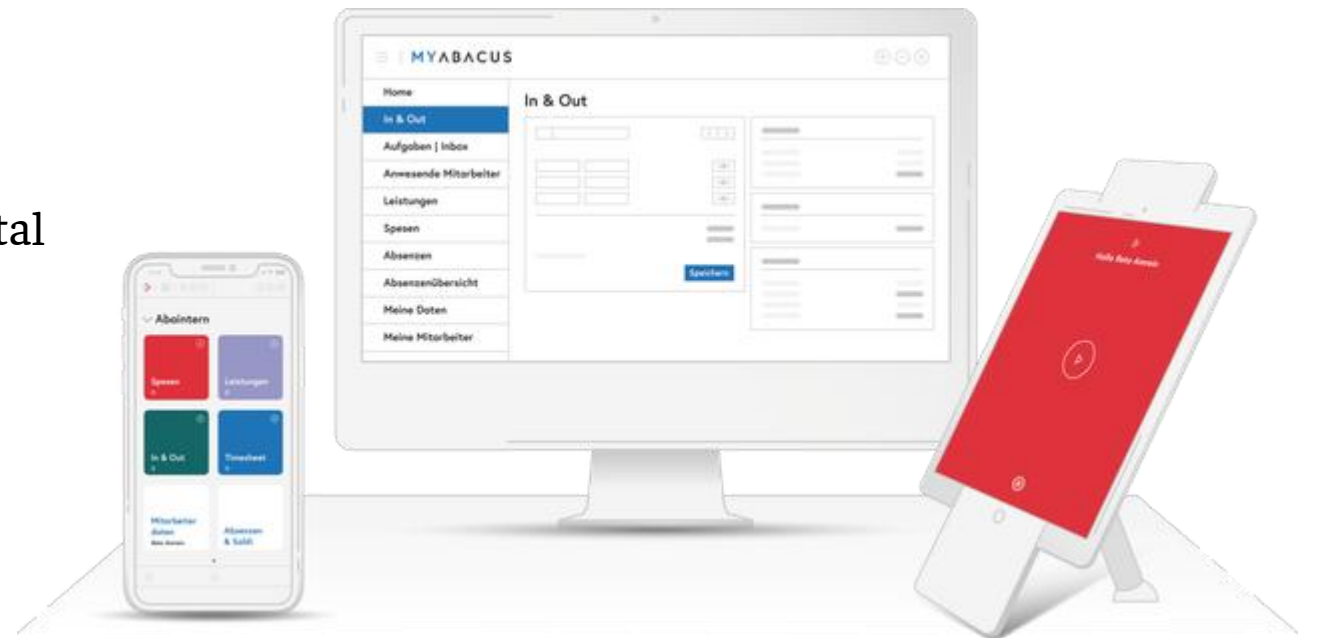 MYABACUS
Home
In & Out
In & Out
Aufgaben | Inbox
Anwesende Mitarbeiter
Leistungen
Spesen
Absenzen
Absenzenübersicht
Meine Daten
Meine Mitarbeiter
Speichern
tal
Abaintern
Spesen
Leistungen
In & Out
Timesheet
Mitarbeiter
daten
Absenzen
& Saldi